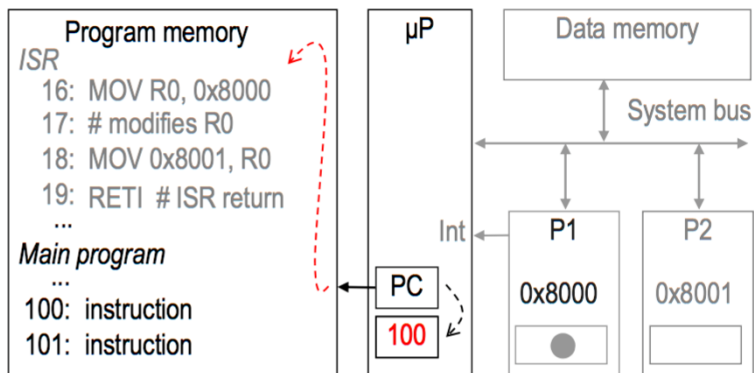 Program memory
ISR
16: MOV R0, 0x8000
17: # modifies R0
18: MOV 0x8001, R0
19: RETI # ISR return
...
Main program
...
100: instruction
101: instruction
µP
Int
PC
100
Data memory
System bus
P1
0x8000
P2
0x8001